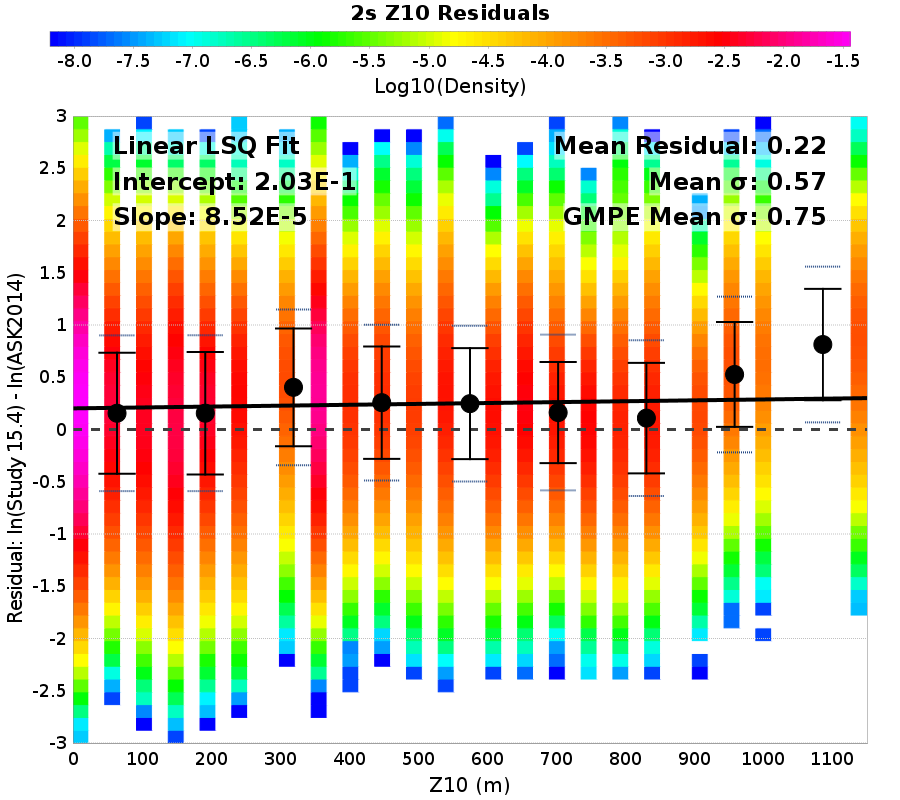 2s Z10 Residuals
-8.0 -7.5 -7.0 -6.5 -6.0 -5.5 -5.0 -4.5 -4.0 -3.5 -3.0 -2.5 -2.0 -1.5
Log10(Density)
Linear LSQ Fit
Intercept: 2.03E-1
Slope: 8.52E-5
Mean Residual: 0.22
Mean σ: 0.57
GMPE Mean σ: 0.75
Residual: ln(Study 15.4) - ln(ASK2014)
3
2.5
2
1.5
1
0.5
0
-0.5
-1
-1.5
-2
-2.5
-3
0 100 200 300 400 500 600 700 800 900 1000 1100
Z10 (m)